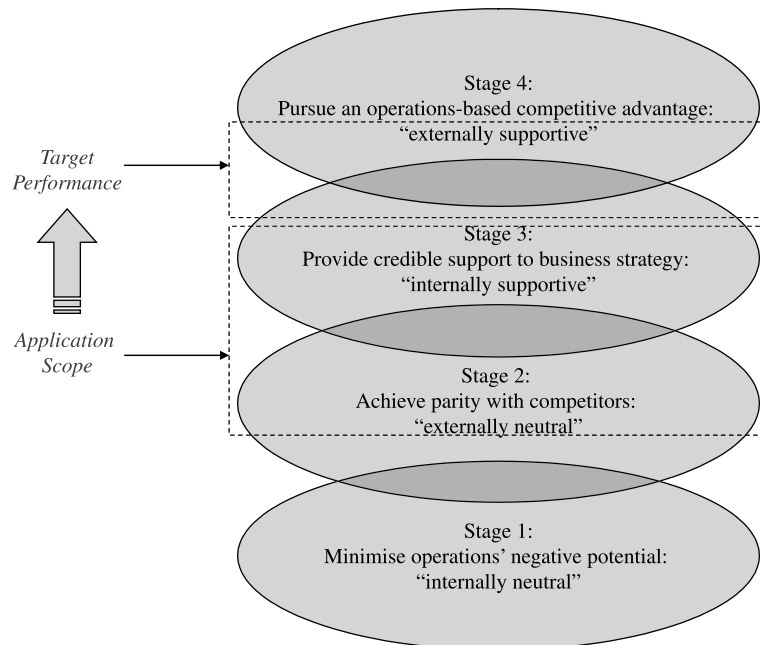 Stage 4:
Pursue an operations-based competitive advantage:
“externally supportive”
Target
Performance
Stage 3:
Provide credible support to business strategy:
“internally supportive”
Application
Scope
Stage 2:
Achieve parity with competitors:
“externally neutral”
Stage 1:
Minimise operations’ negative potential:
“internally neutral”